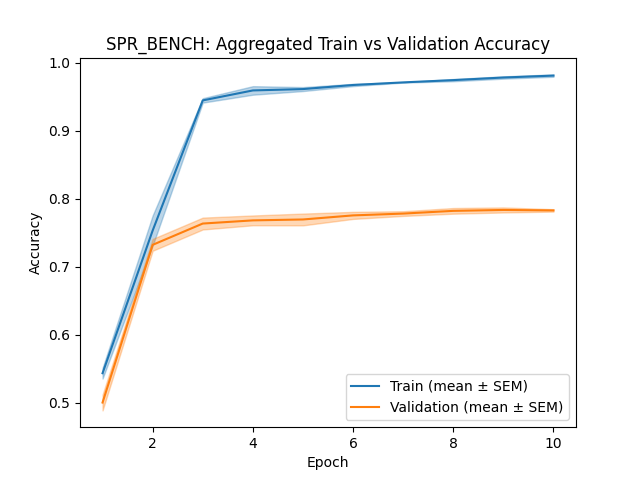 SPR_BENCH: Aggregated Train vs Validation Accuracy
1.0
0.9
0.8
0.7
0.6
0.5
Accuracy
2
4
6
8
10
Epoch
Train (mean ± SEM)
Validation (mean ± SEM)